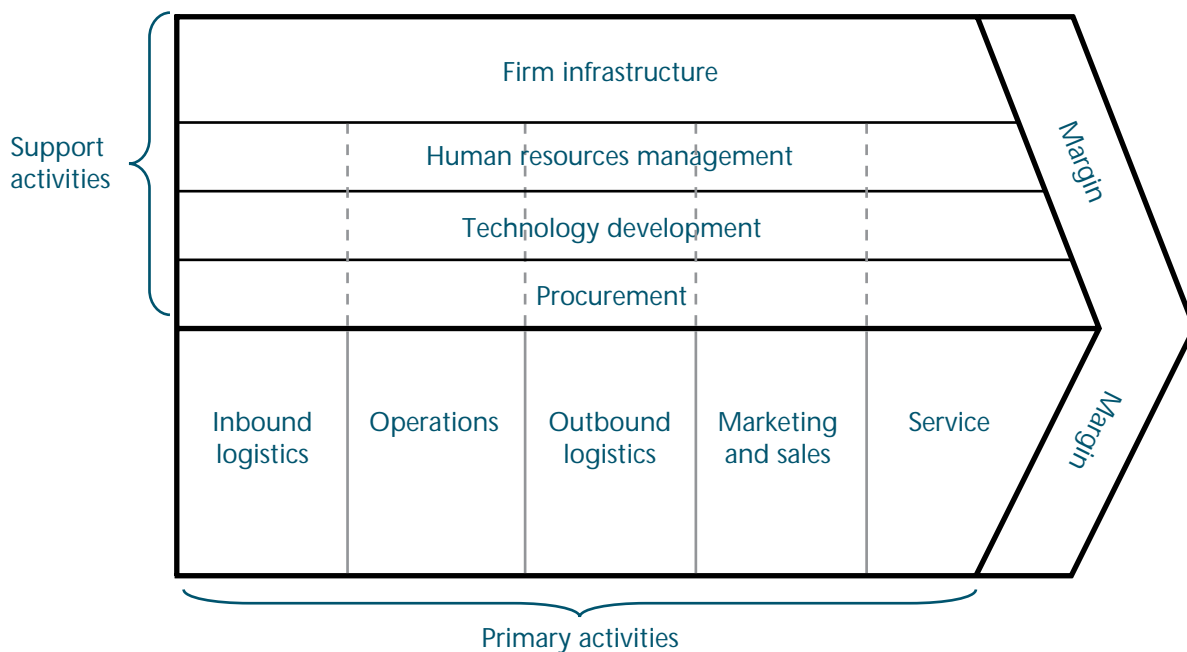 Firm infrastructure
Support
activities
Human resources management
Technology development
Procurement
Margin
Inbound
logistics
Operations
Outbound
logistics
Marketing
and sales
Service
Margin
Primary activities